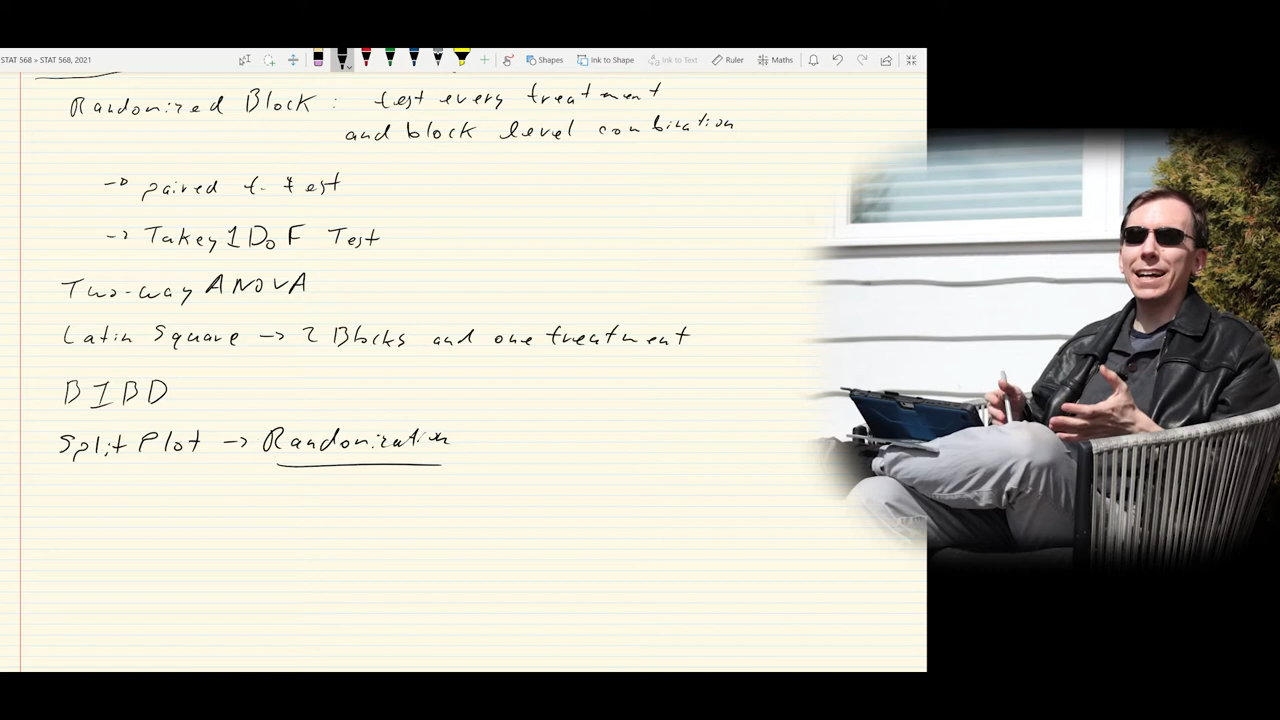 STAT 568 » STAT 568, 2021
Shapes
Ink to Shape
Ink to Text
Ruler
Maths
Randomized Block : test every treatment
and block level combination
→ paired t-test
→ Tukey 1 DoF Test
Two-way ANOVA
Latin Square → 2 Blocks and one treatment
BIBD
Split Plot → Randomization